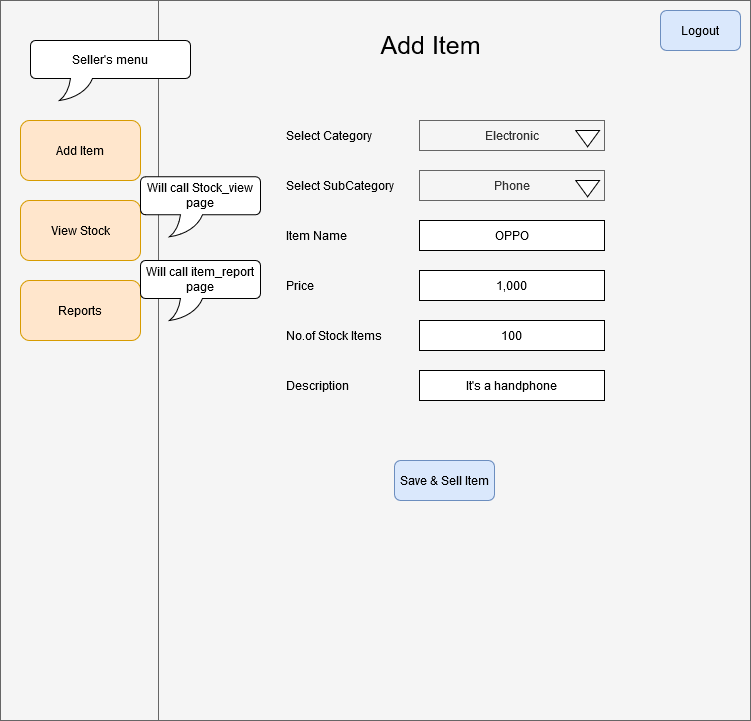 Logout
Add Item
Seller's menu
Add Item
Will call Stock_view
page
View Stock
Will call item_report
page
Reports
Select Category
Electronic
Select SubCategory
Phone
Item Name
OPPO
Price
1,000
No.of Stock Items
100
Description
It's a handphone
Save & Sell Item